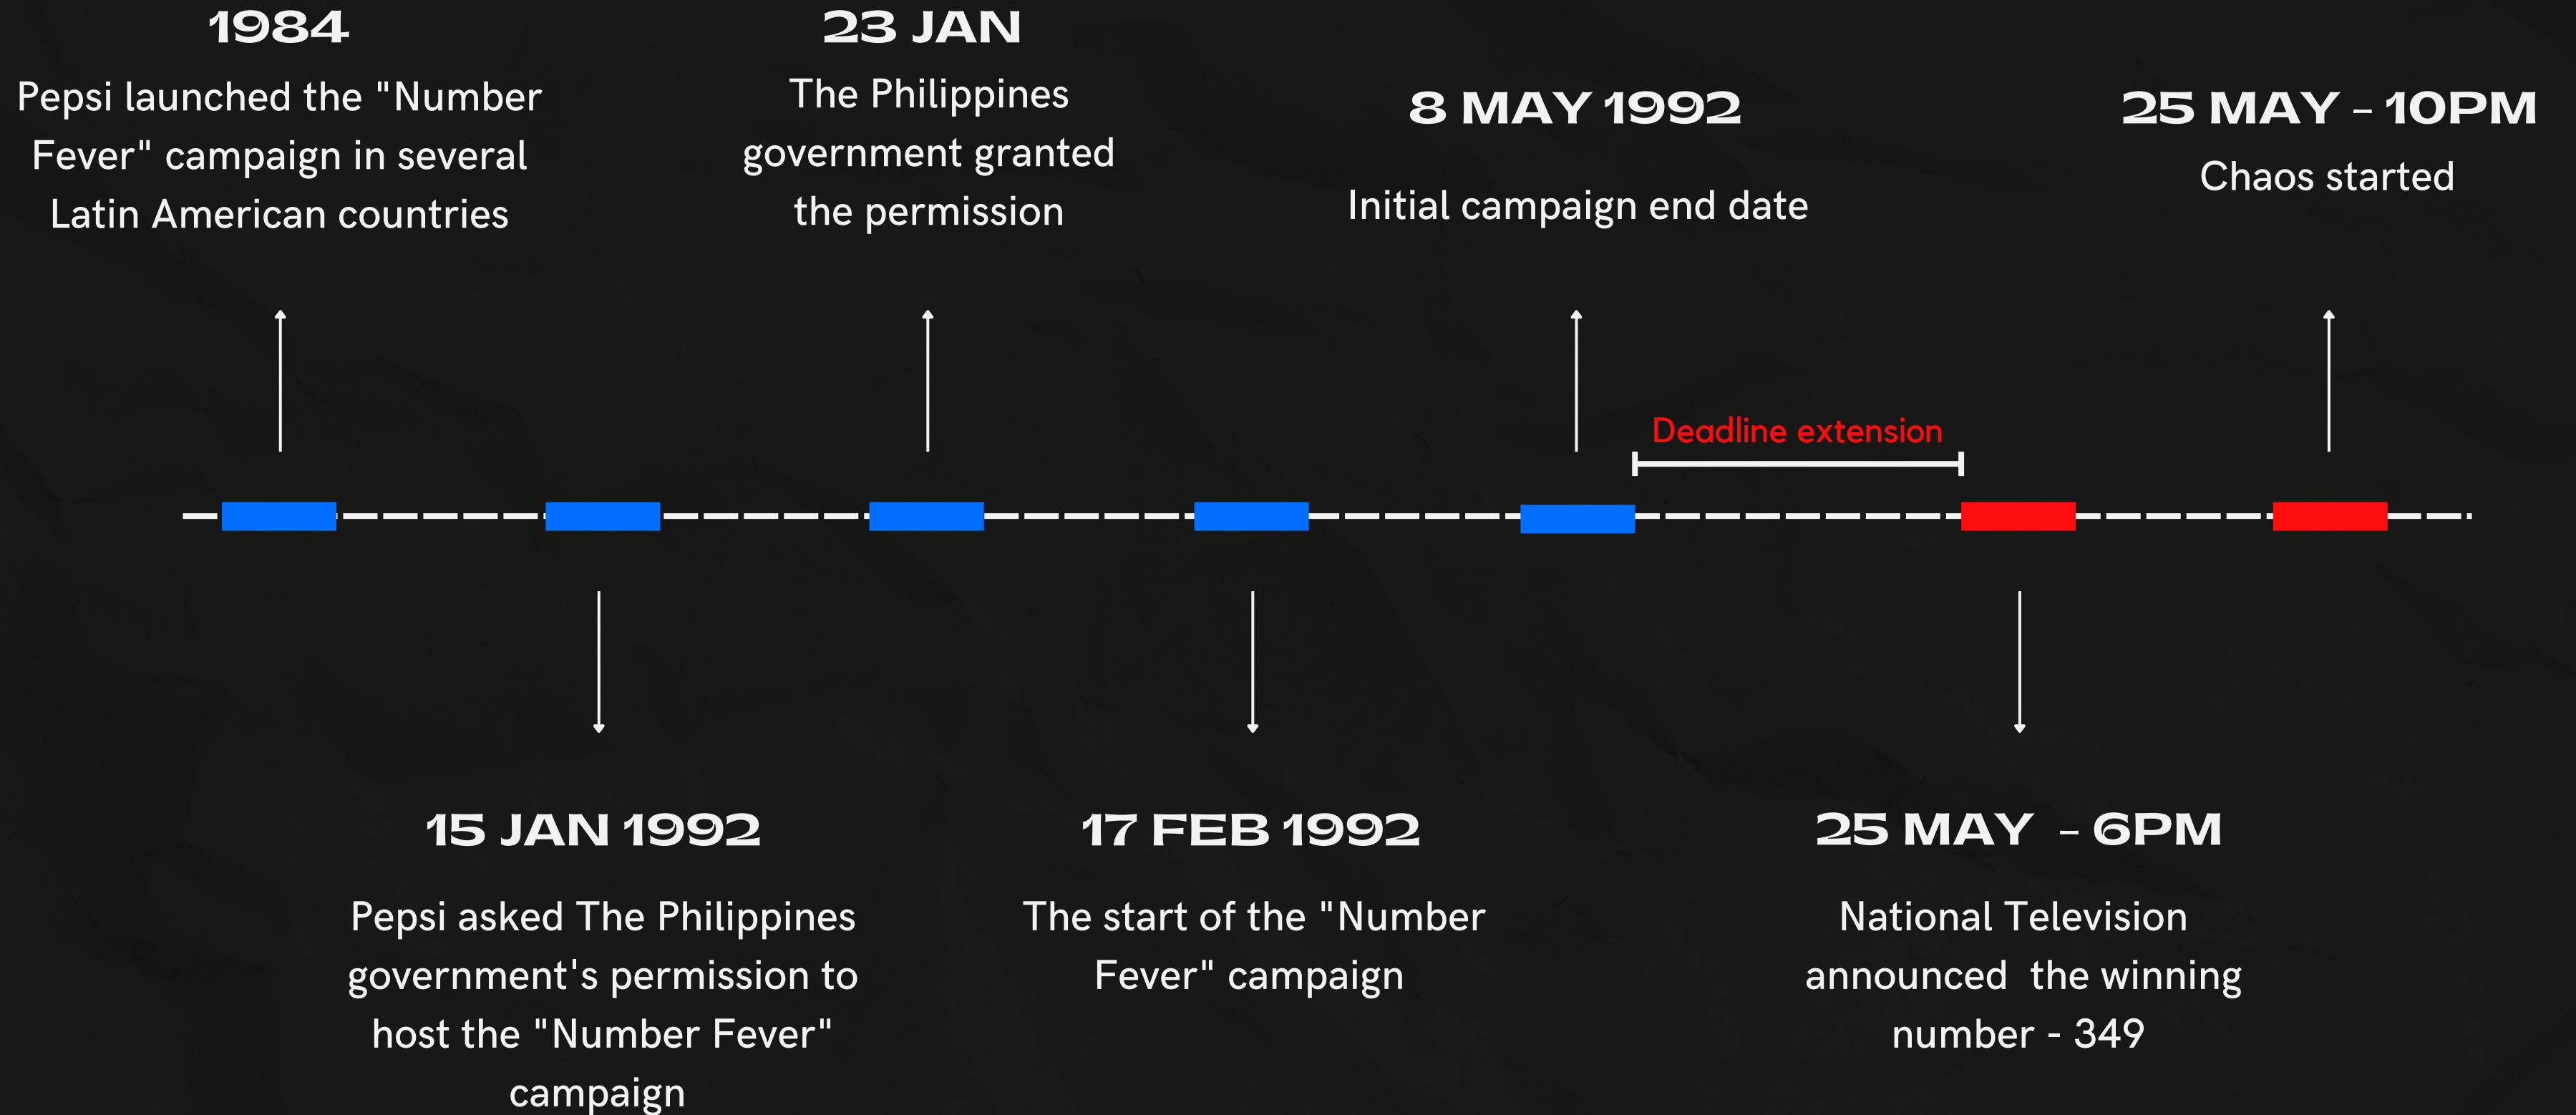 1984
Pepsi launched the "Number
Fever" campaign in several
Latin American countries
15 JAN 1992
Pepsi asked The Philippines
government's permission to
host the "Number Fever"
campaign
23 JAN
The Philippines
government granted
the permission
17 FEB 1992
The start of the "Number
Fever" campaign
8 MAY 1992
Initial campaign end date
Deadline extension
25 MAY - 6PM
National Television
announced the winning
number - 349
25 MAY - 10PM
Chaos started